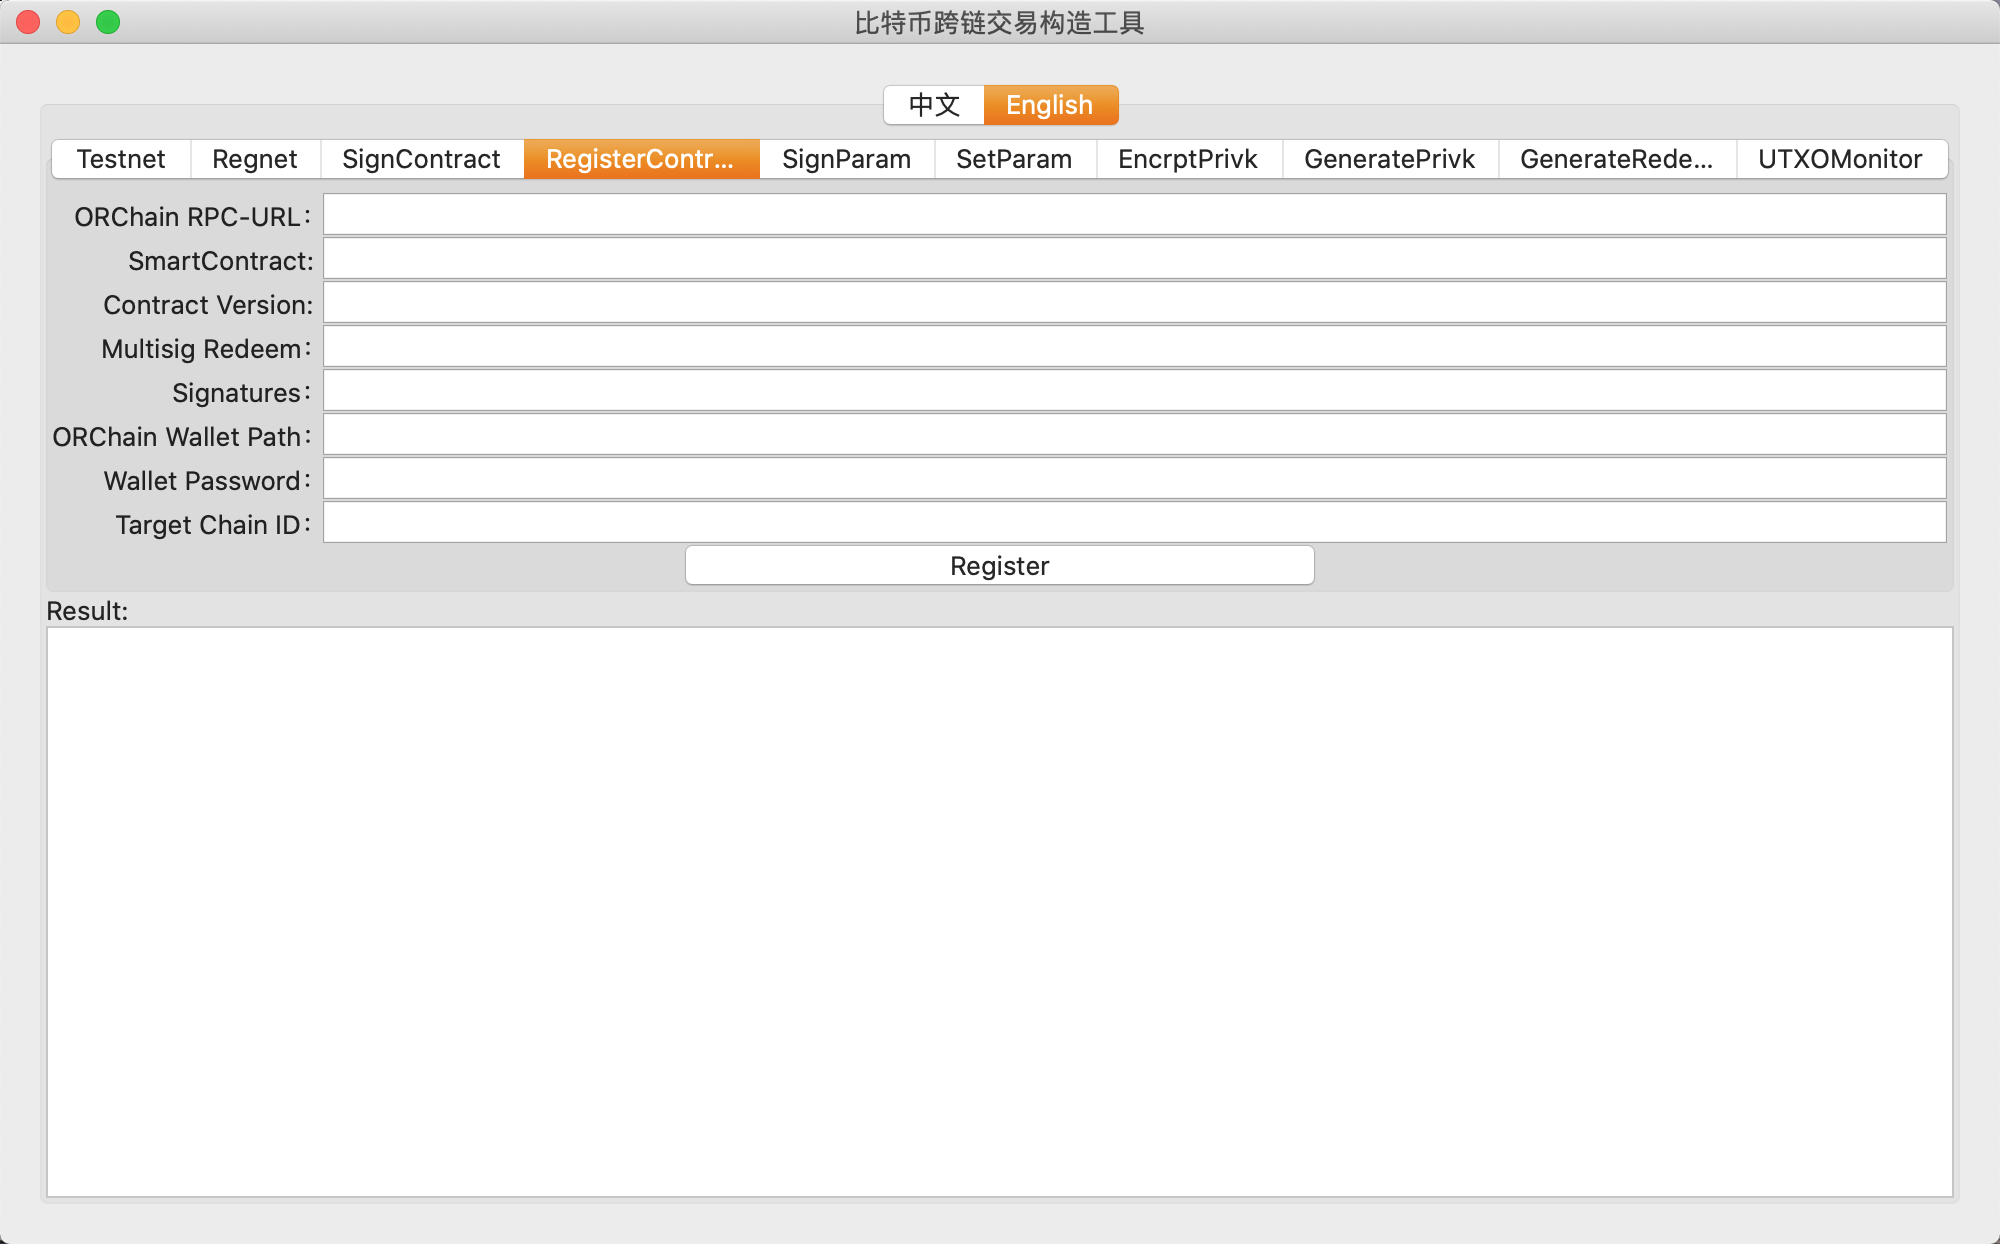 比特币跨链交易构造工具
中文 English
Testnet Regnet SignContract RegisterContr... SignParam SetParam EncrptPrivk GeneratePrivk GenerateRede... UTXOMonitor
ORChain RPC-URL：
SmartContract:
Contract Version:
Multisig Redeem：
Signatures：
ORChain Wallet Path：
Wallet Password：
Target Chain ID：
Register
Result: